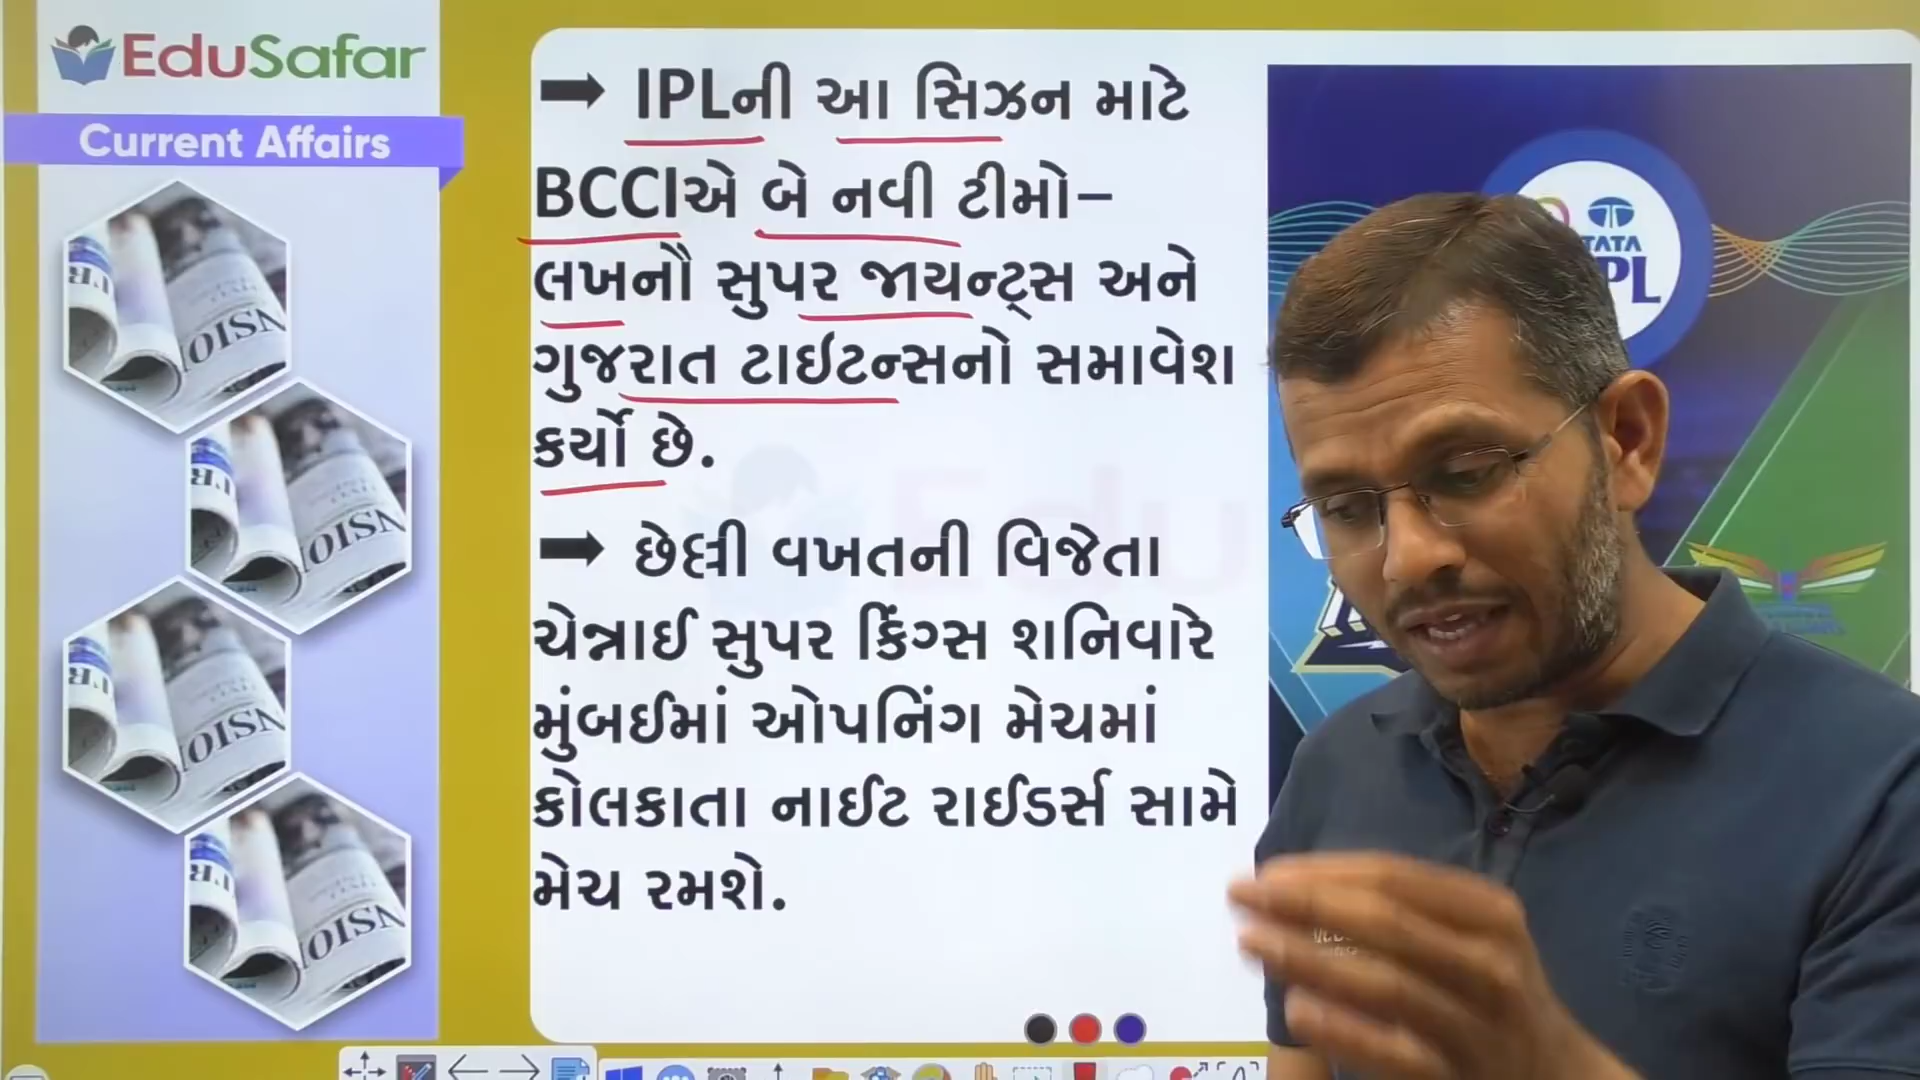 EduSafar
Current Affairs
➡ IPLની આ સિઝન માટે
BCCIએ બે નવી ટીમો–
લખનૌ સુપર જાયન્ટ્સ અને
ગુજરાત ટાઇટન્સનો સમાવેશ
કર્યો છે.
➡ છેલ્લી વખતની વિજેતા
ચેન્નાઈ સુપર કિંગ્સ શનિવારે
મુંબઈમાં ઓપનિંગ મેચમાં
કોલકાતા નાઈટ રાઈડર્સ સામે
મેચ રમશે.
TATA
IPL